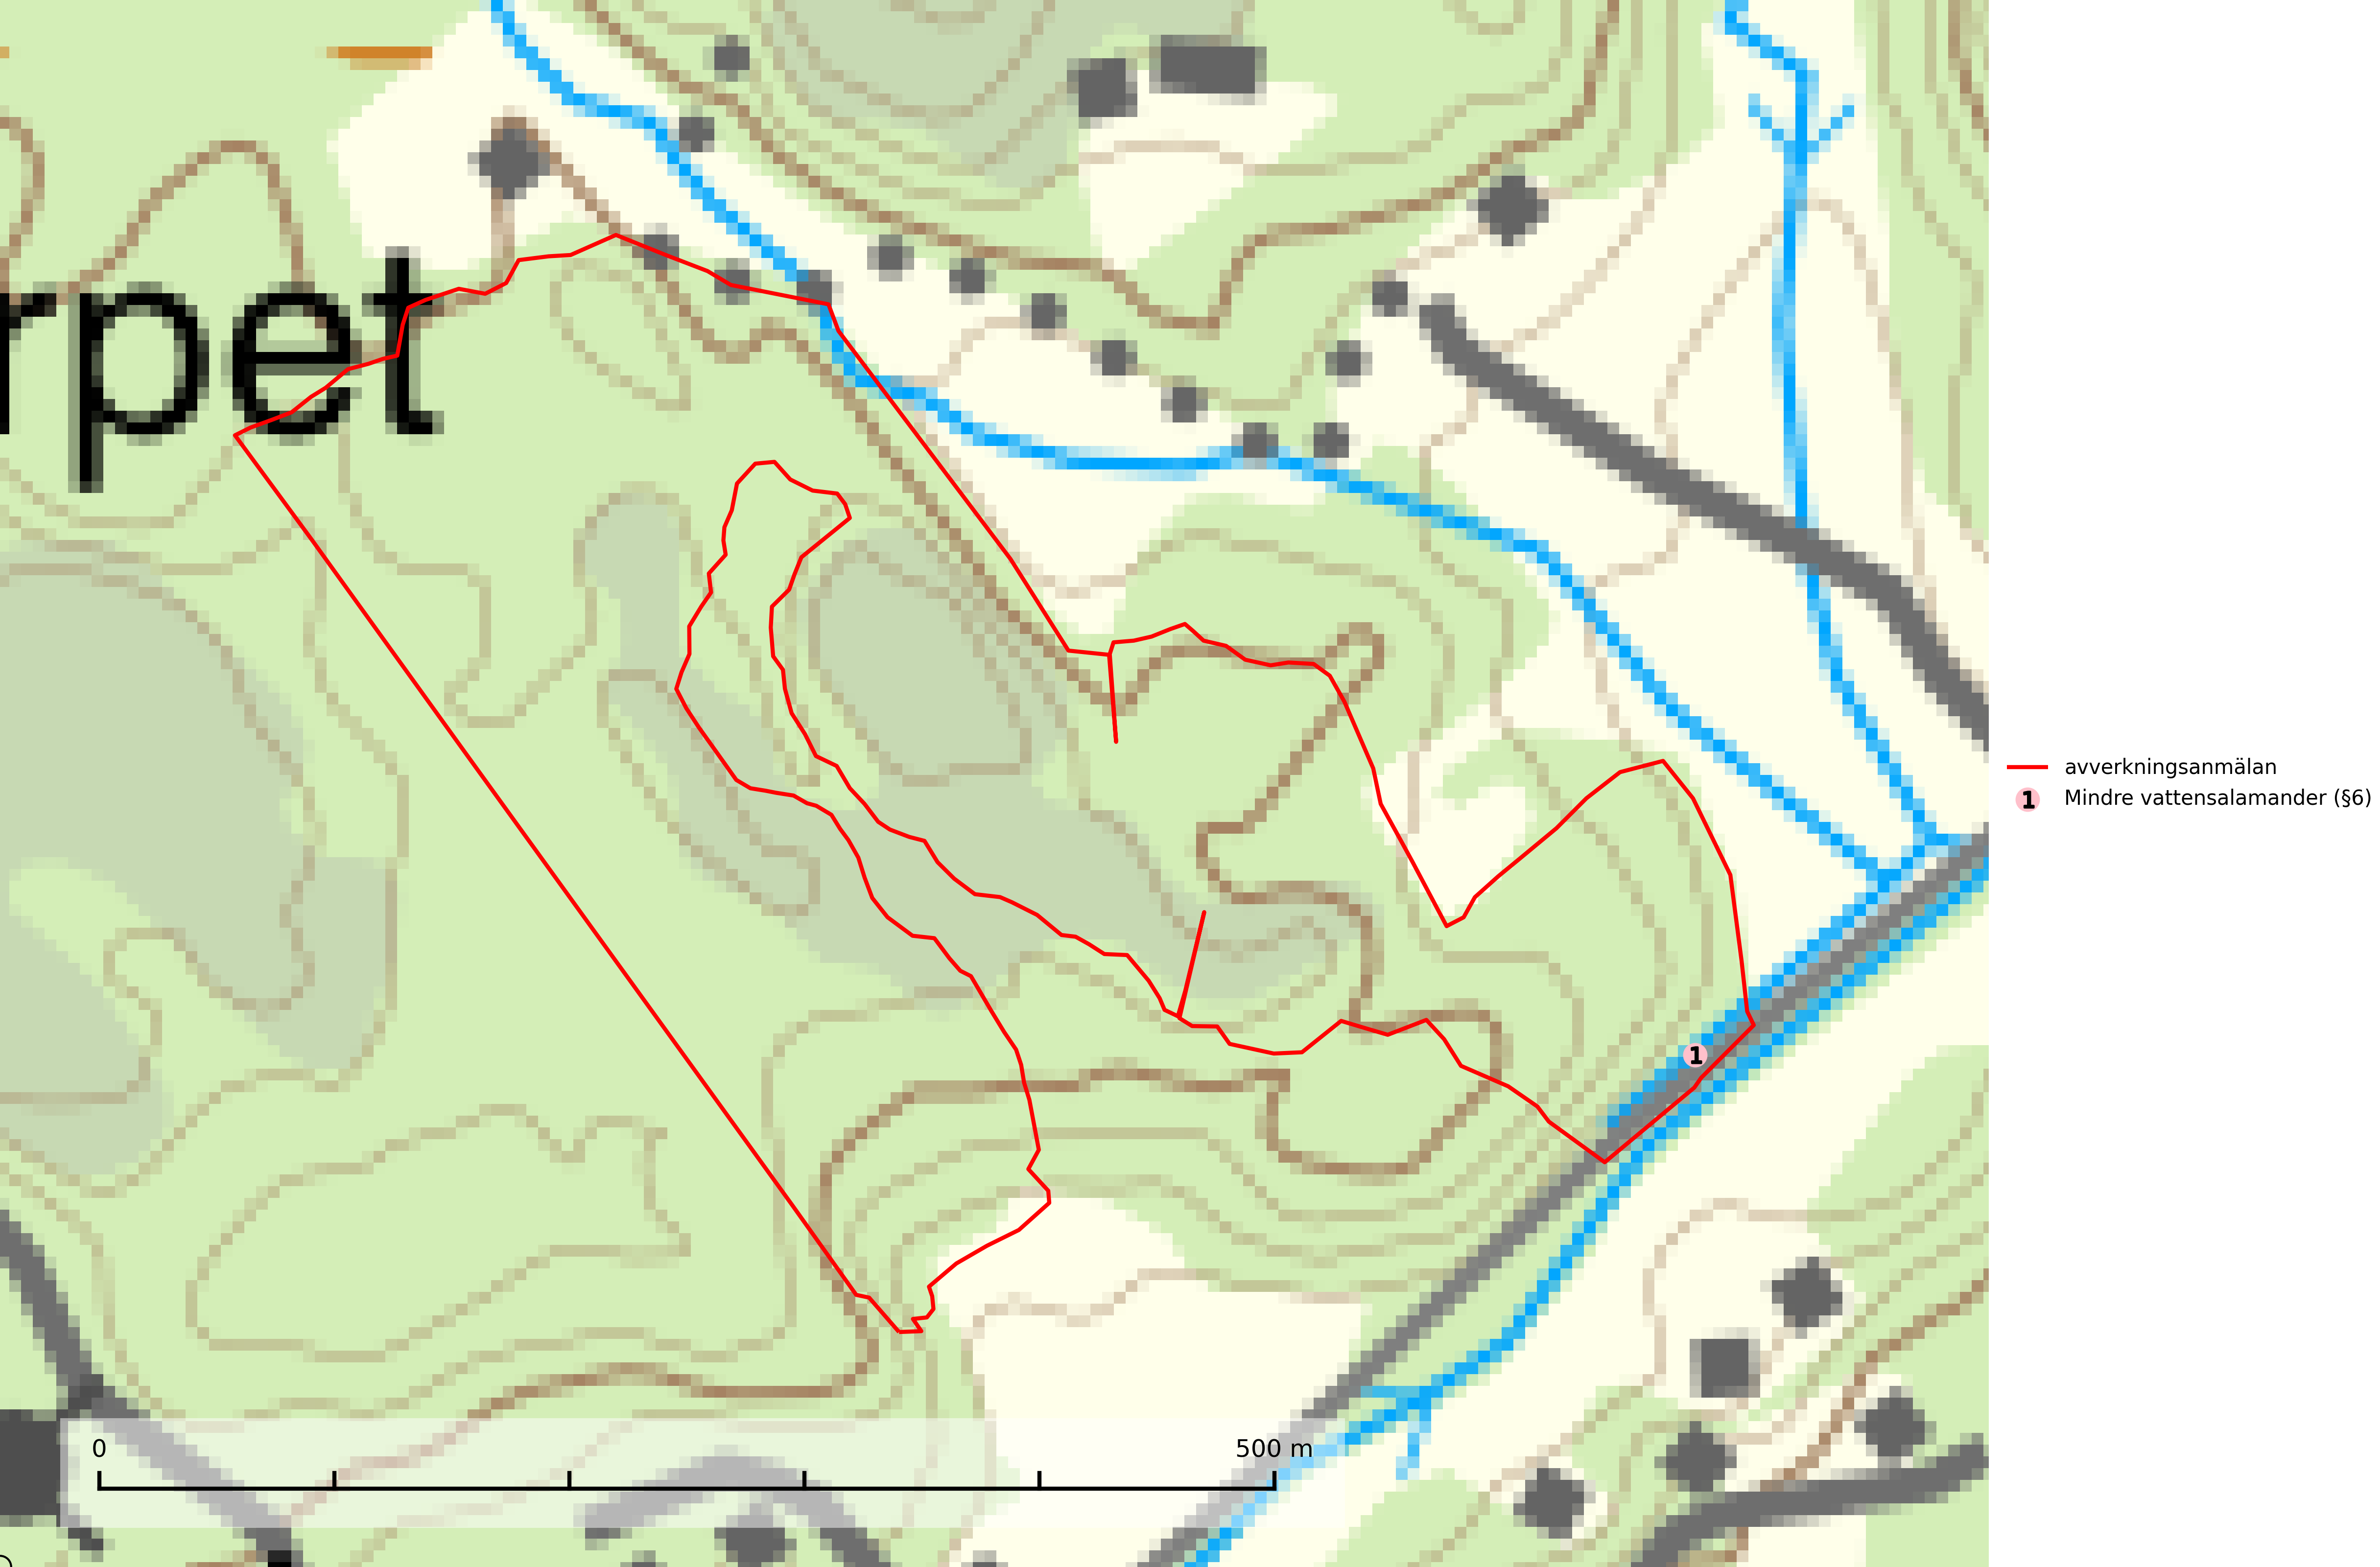 rpet
avverkningsanmälan
1 Mindre vattensalamander (§6)
1
0 500 m